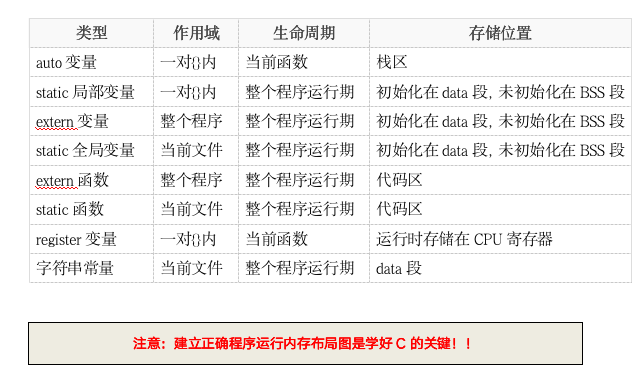 类型 作用域 生命周期 存储位置
auto 变量 一对{}内 当前函数 栈区
static 局部变量 一对{}内 整个程序运行期 初始化在 data 段，未初始化在 BSS 段
extern 变量 整个程序 整个程序运行期 初始化在 data 段，未初始化在 BSS 段
static 全局变量 当前文件 整个程序运行期 初始化在 data 段，未初始化在 BSS 段
extern 函数 整个程序 整个程序运行期 代码区
static 函数 当前文件 整个程序运行期 代码区
register 变量 一对{}内 当前函数 运行时存储在 CPU 寄存器
字符串常量 当前文件 整个程序运行期 data 段
注意：建立正确程序运行内存布局图是学好 C 的关键！！